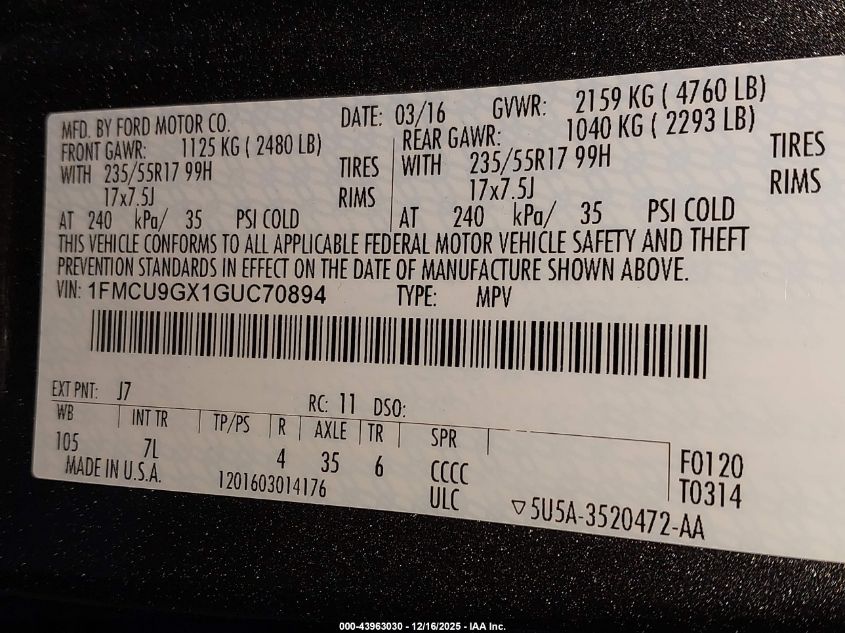 MFD. BY FORD MOTOR CO. DATE: 03/16 GVWR: 2159 KG ( 4760 LB)
FRONT GAWR: 1125 KG ( 2480 LB) REAR GAWR: 1040 KG ( 2293 LB)
WITH 235/55R17 99H TIRES WITH 235/55R17 99H TIRES
17x7.5J RIMS 17x7.5J RIMS
AT 240 kPa/ 35 PSI COLD AT 240 kPa/ 35 PSI COLD
THIS VEHICLE CONFORMS TO ALL APPLICABLE FEDERAL MOTOR VEHICLE SAFETY AND THEFT
PREVENTION STANDARDS IN EFFECT ON THE DATE OF MANUFACTURE SHOWN ABOVE.
VIN: 1FMCU9GX1GUC70894 TYPE: MPV
EXT PNT: J7 RC: 11 DSO:
WB INT TR TP/PS R AXLE TR SPR
105 7L 4 35 6 CCCC F0120
MADE IN U.S.A. 1201603014176 ULC T0314
▽5U5A-3520472-AA
000-43963030 - 12/16/2025 - IAA Inc.